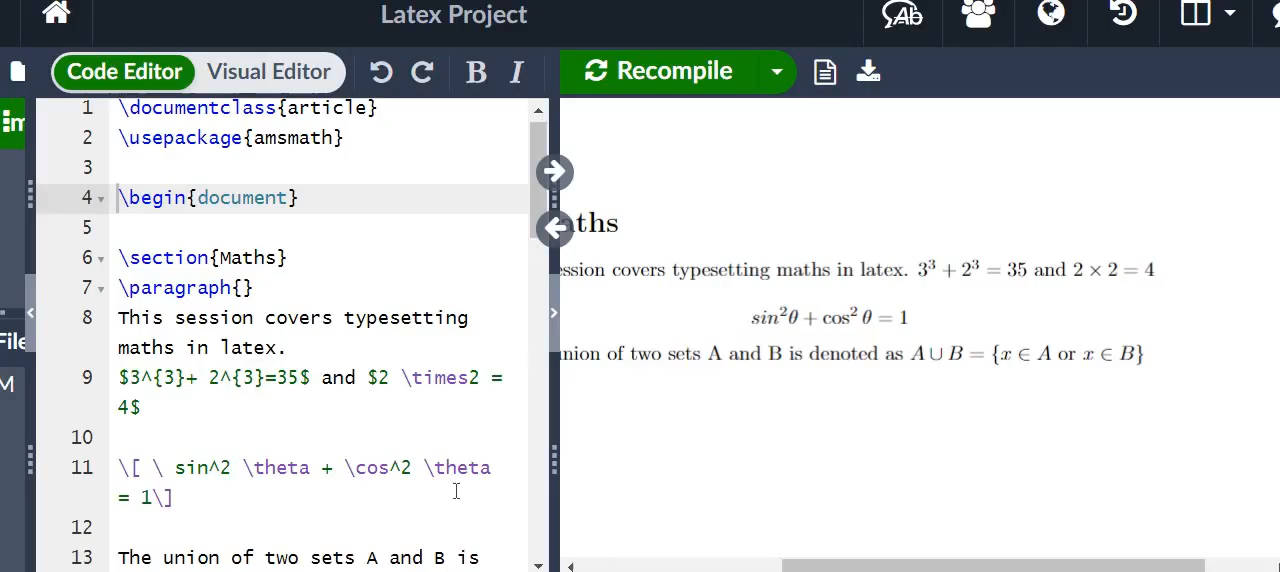 Latex Project
Ab
Code Editor
Visual Editor
B
I
Recompile
1 \documentclass{article}
2 \usepackage{amsmath}
3
4 \begin{document}
5
6 \section{Maths}
7 \paragraph{}
8 This session covers typesetting
maths in latex.
9 $3^{3}+ 2^{3}=35$ and $2 \times2 =
4$
10
11 \[ \ sin^2 \theta + \cos^2 \theta
= 1\]
12
13 The union of two sets A and B is
File
M
aths
ession covers typesetting maths in latex. 3³ + 2³ = 35 and 2 × 2 = 4
sin²θ + cos² θ = 1
nion of two sets A and B is denoted as A ∪ B = {x ∈ A or x ∈ B}